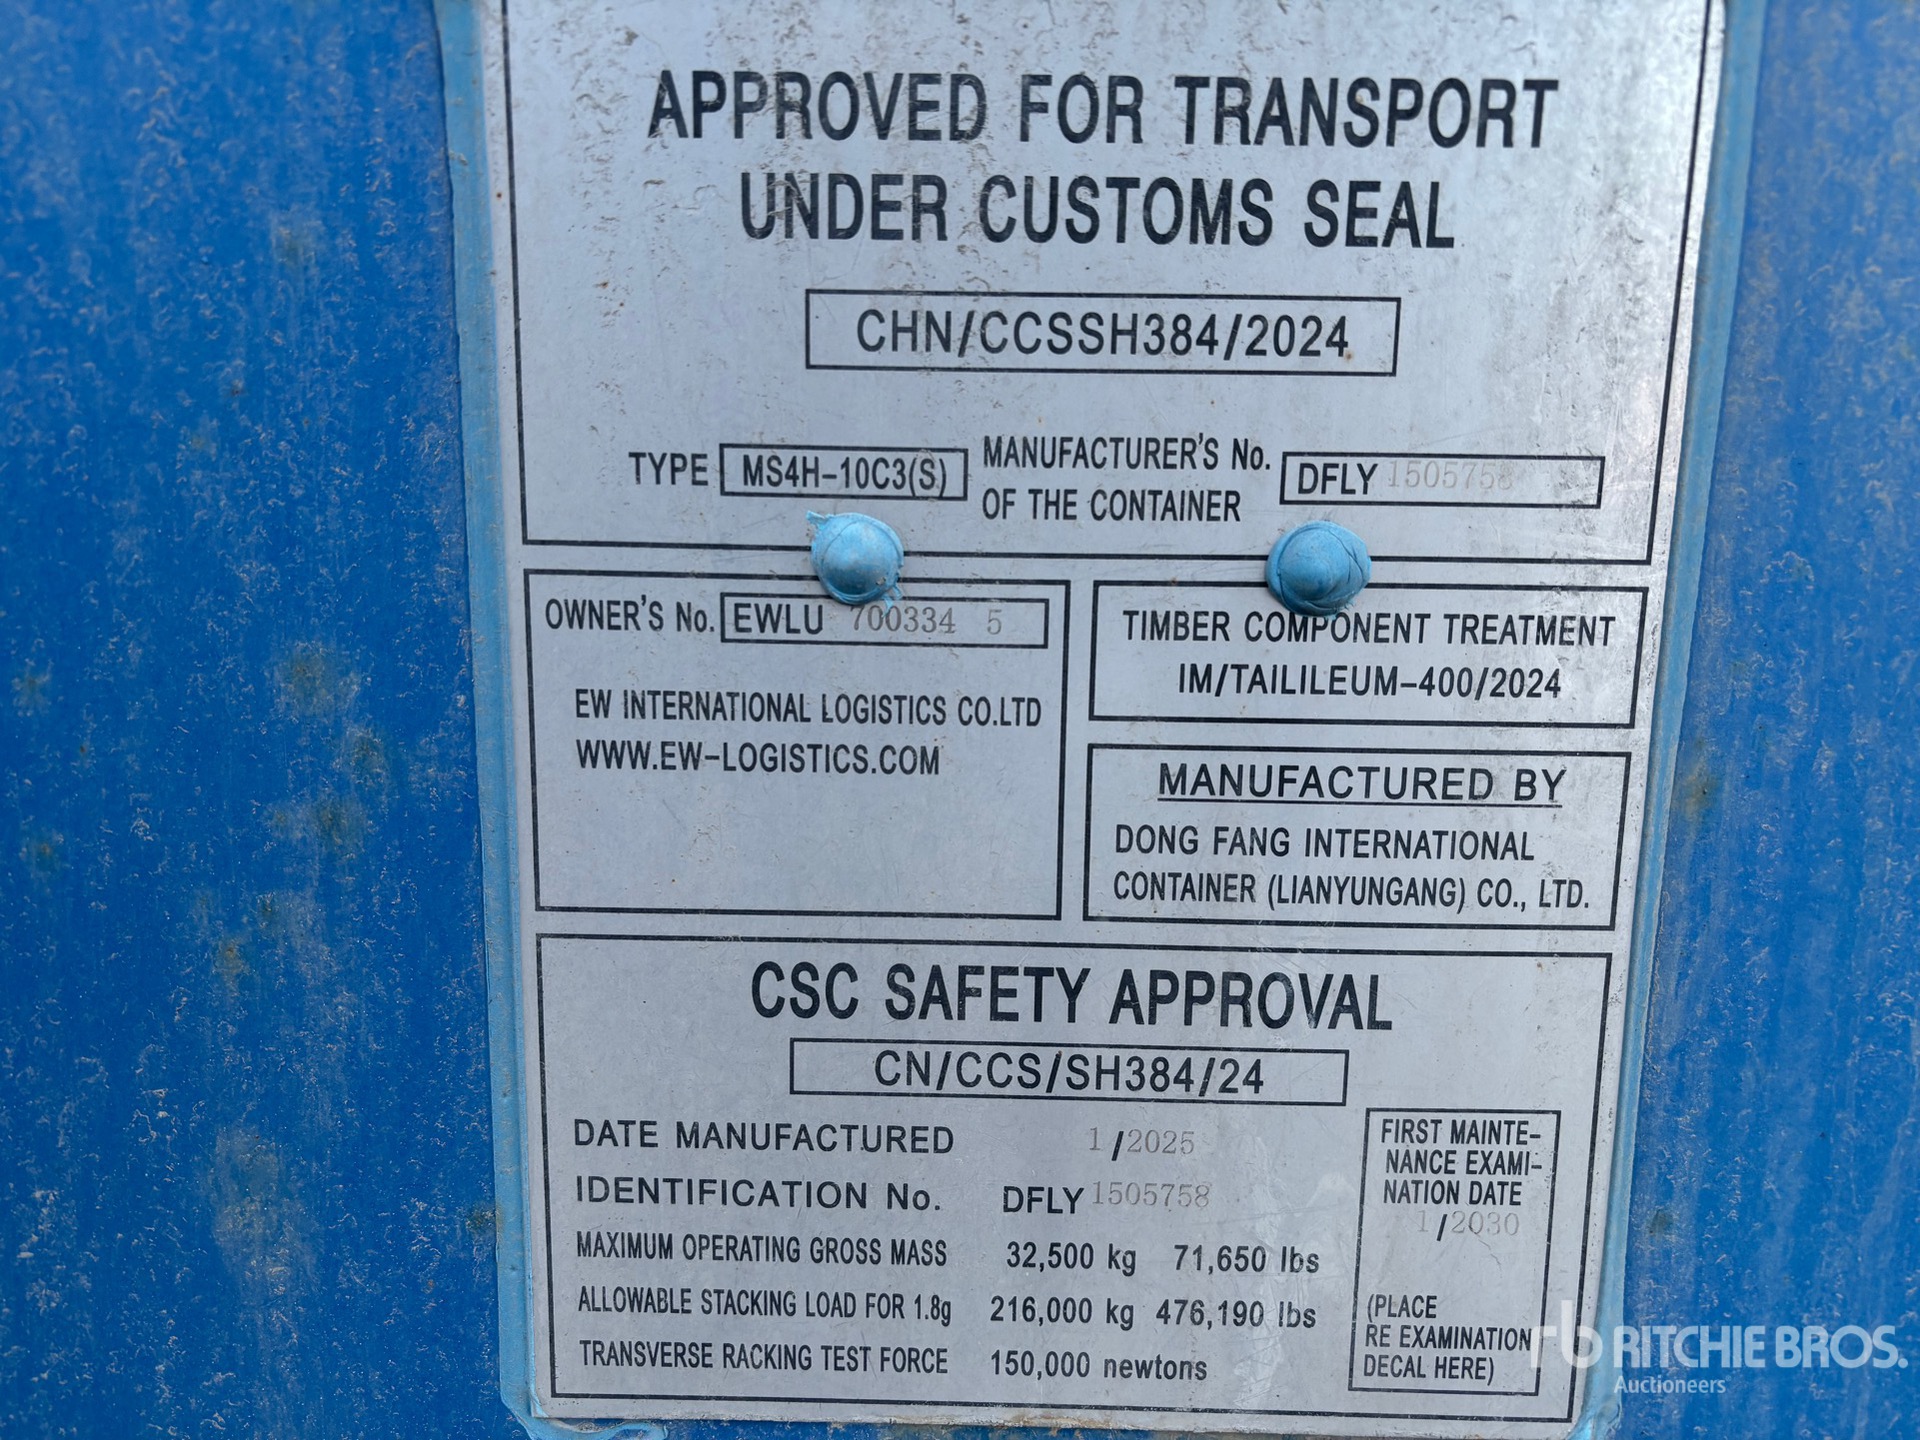 APPROVED FOR TRANSPORT
UNDER CUSTOMS SEAL
CHN/CCSSH384/2024
TYPE MS4H-10C3(S) MANUFACTURER'S No. OF THE CONTAINER DFLY 1505758
OWNER'S No. EWLU 700334 5
EW INTERNATIONAL LOGISTICS CO.LTD
WWW.EW-LOGISTICS.COM
TIMBER COMPONENT TREATMENT
IM/TAILILEUM-400/2024
MANUFACTURED BY
DONG FANG INTERNATIONAL
CONTAINER (LIANYUNGANG) CO., LTD.
CSC SAFETY APPROVAL
CN/CCS/SH384/24
DATE MANUFACTURED 1/2025
IDENTIFICATION No. DFLY 1505758
MAXIMUM OPERATING GROSS MASS 32,500 kg 71,650 lbs
ALLOWABLE STACKING LOAD FOR 1.8g 216,000 kg 476,190 lbs
TRANSVERSE RACKING TEST FORCE 150,000 newtons
FIRST MAINTE-
NANCE EXAMI-
NATION DATE
1/2030
(PLACE
RE EXAMINATION
DECAL HERE)
rb RITCHIE BROS.
Auctioneers